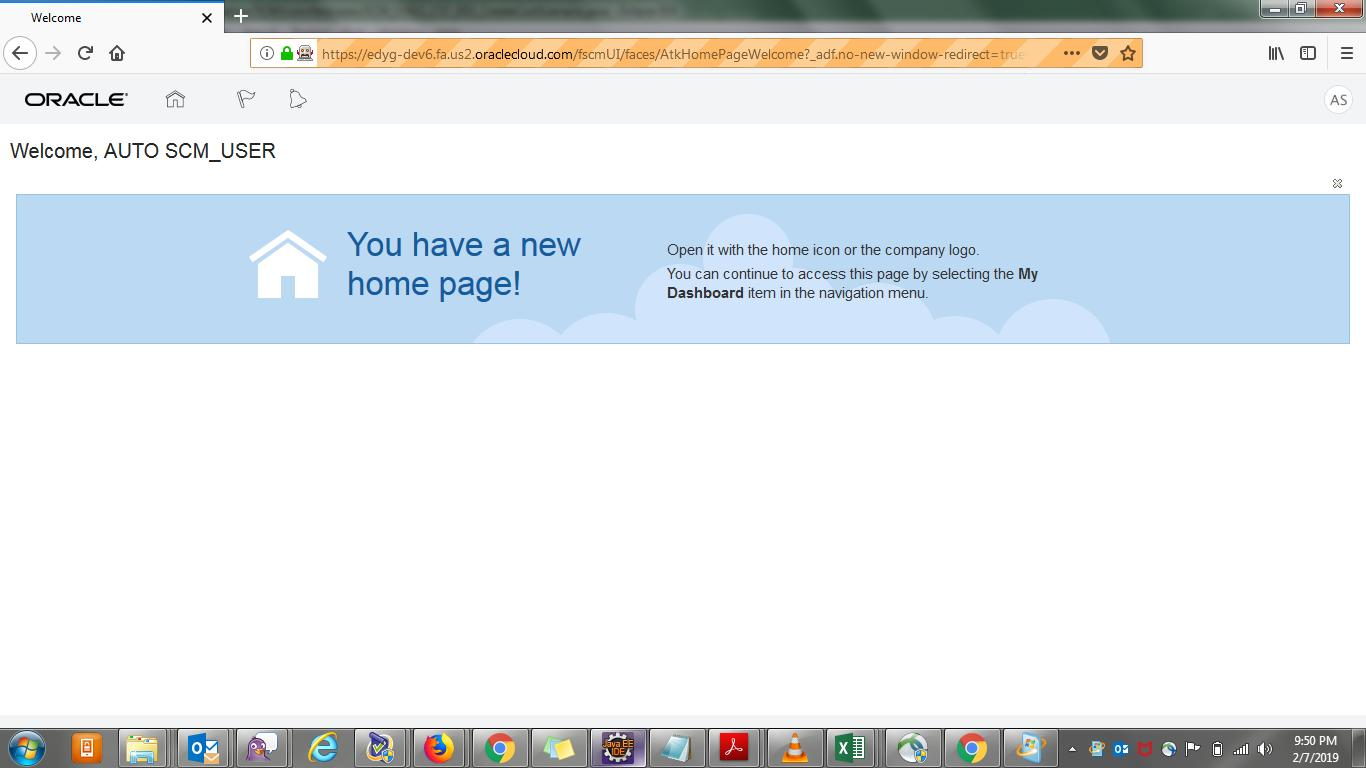 Welcome
https://edyg-dev6.fa.us2.oraclecloud.com/fscmUI/faces/AtkHomePageWelcome?_adf.no-new-window-redirect=true
ORACLE
AS
Welcome, AUTO SCM_USER
You have a new
home page!
Open it with the home icon or the company logo.
You can continue to access this page by selecting the My
Dashboard item in the navigation menu.
Java EE
IDE
9:50 PM
2/7/2019